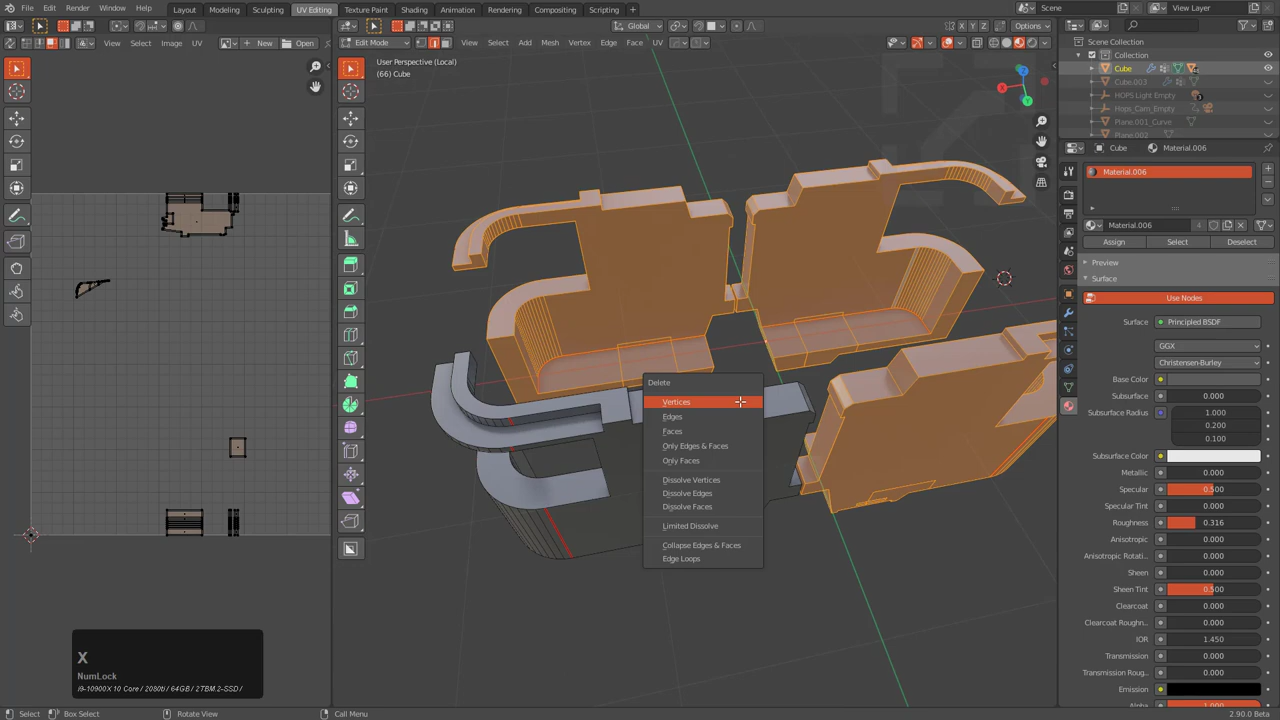 File Edit Render Window Help
Layout Modeling Sculpting UV Editing Texture Paint Shading Animation Rendering Compositing Scripting +
Scene
View Layer
View Select Image UV
New
Open
Global
Options
Edit Mode
View Select Add Mesh Vertex Edge Face UV
X Y Z
User Perspective (Local)
(66) Cube
Scene Collection
Collection
Cube
Cube.003
HOPS Light Empty
Hops_Cam_Empty
Plane.001_Curve
Plane.002
Cube
Material.006
Material.006
Material.006
4
Assign
Select
Deselect
Preview
Surface
Use Nodes
Surface
Principled BSDF
GGX
Christensen-Burley
Base Color
Subsurface
0.000
Subsurface Radius
1.000
0.200
0.100
Subsurface Color
Metallic
0.000
Specular
0.500
Specular Tint
0.000
Roughness
0.316
Anisotropic
0.000
Anisotropic Rotati...
0.000
Sheen
0.000
Sheen Tint
0.500
Clearcoat
0.000
Clearcoat Roughn...
0.000
IOR
1.450
Transmission
0.000
Transmission Roug...
0.000
Emission
Alpha
1.000
Delete
Vertices
Edges
Faces
Only Edges & Faces
Only Faces
Dissolve Vertices
Dissolve Edges
Dissolve Faces
Limited Dissolve
Collapse Edges & Faces
Edge Loops
X
NumLock
i9-10900X 10 Core / 2080ti / 64GB / 2TBM.2-SSD /
Select
Box Select
Rotate View
Call Menu
2.90.0 Beta